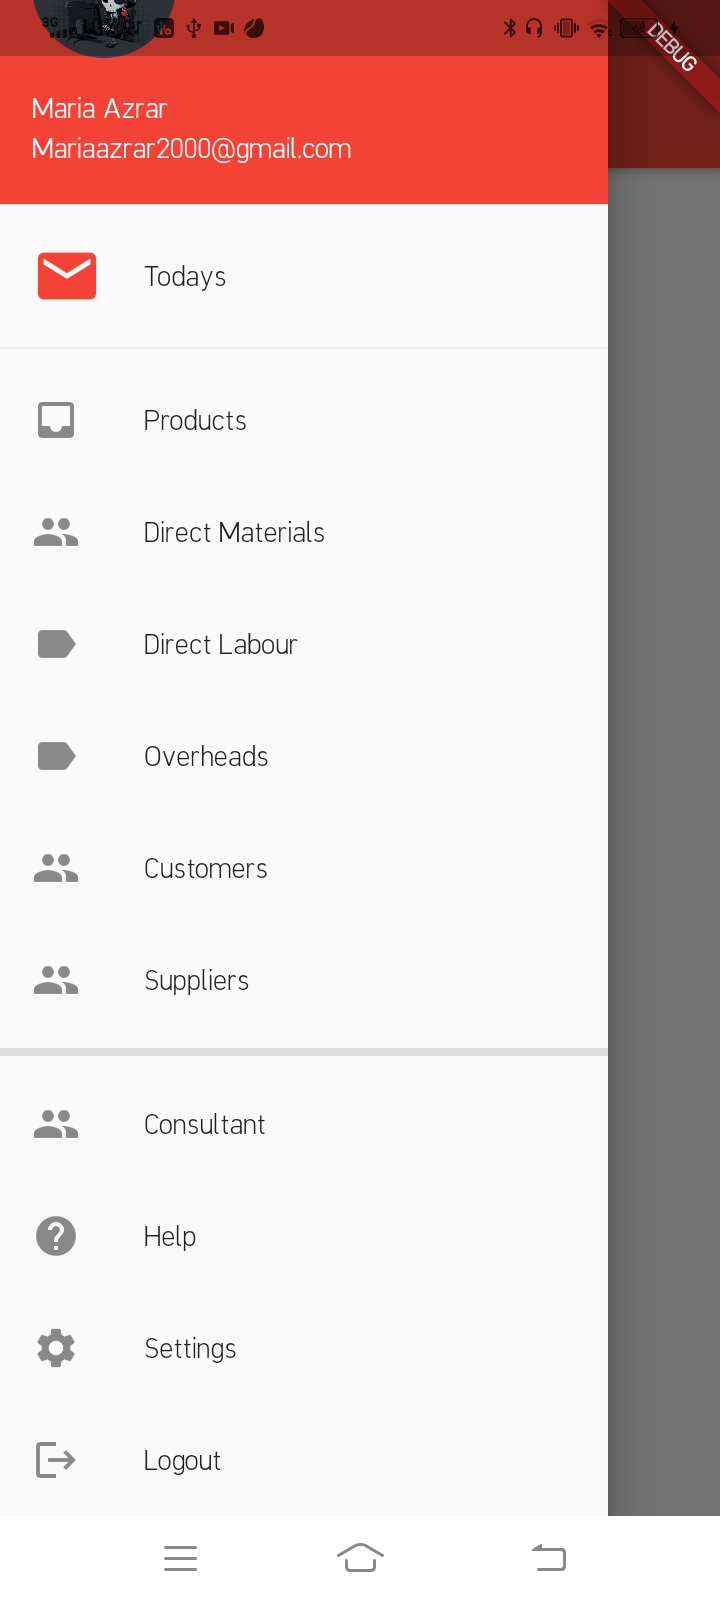 3G
DEBUG
Maria Azrar
Mariaazrar2000@gmail.com
Todays
Products
Direct Materials
Direct Labour
Overheads
Customers
Suppliers
Consultant
Help
Settings
Logout